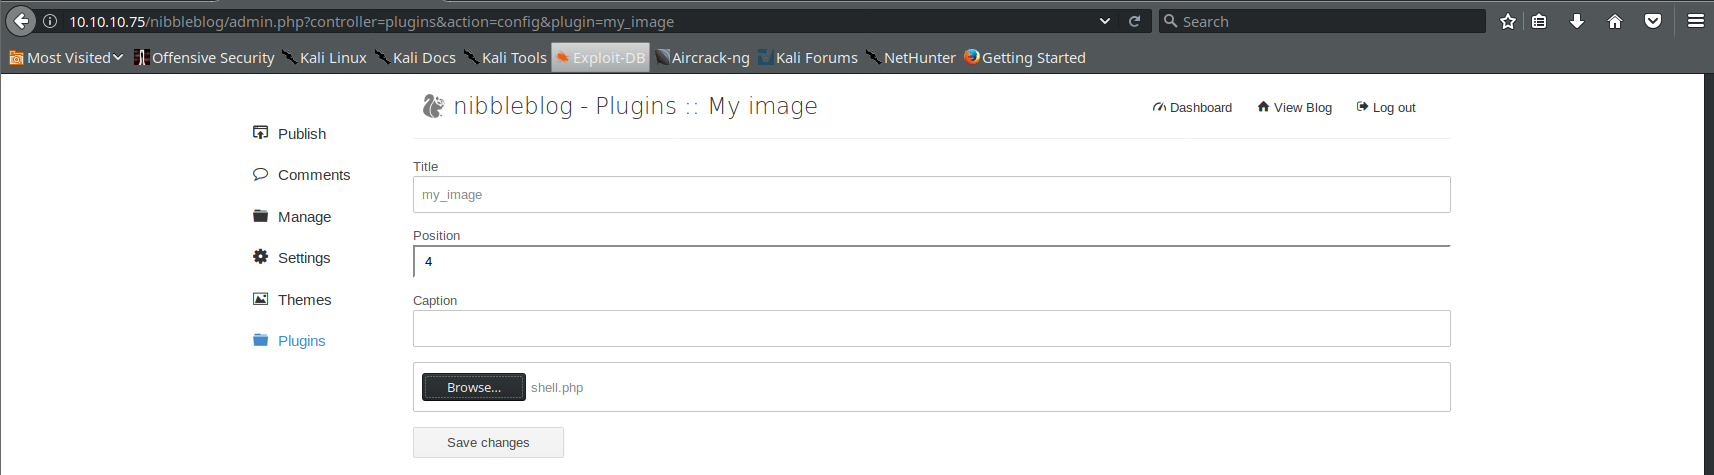 10.10.10.75/nibbleblog/admin.php?controller=plugins&action=config&plugin=my_image Search
Most Visited Offensive Security Kali Linux Kali Docs Kali Tools Exploit-DB Aircrack-ng Kali Forums NetHunter Getting Started
nibbleblog - Plugins :: My image Dashboard View Blog Log out
Publish
Comments
Manage
Settings
Themes
Plugins
Title
my_image
Position
4
Caption
Browse... shell.php
Save changes